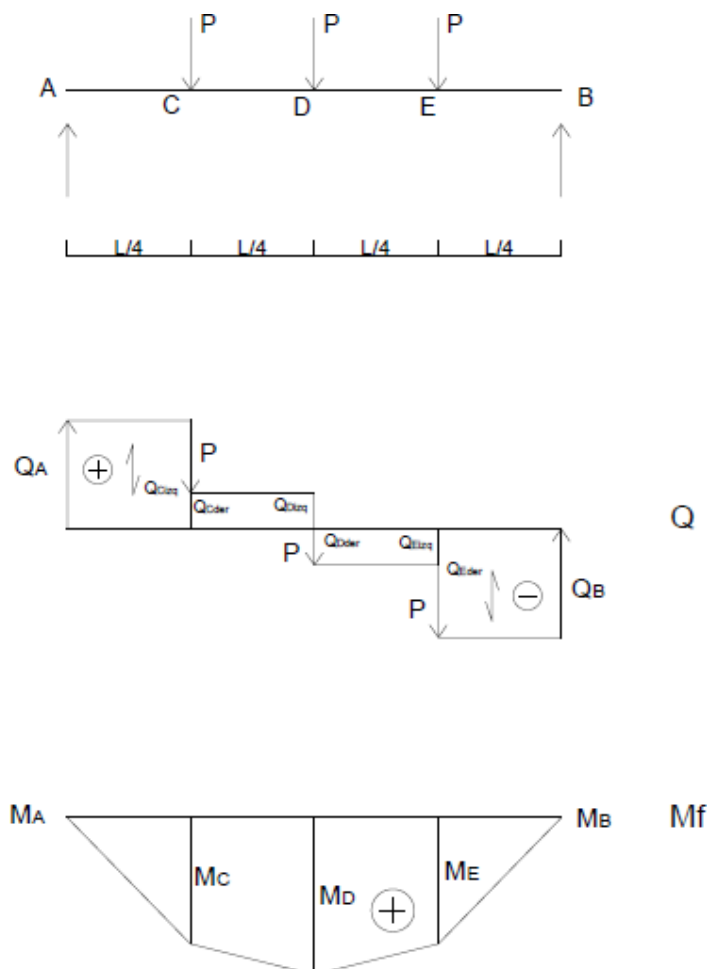 P P P
A C D E B
L/4 L/4 L/4 L/4
QA + QCizq P QCder QDizq Q
P QDder QEizq QEder P − QB
MA MB Mf
MC MD + ME